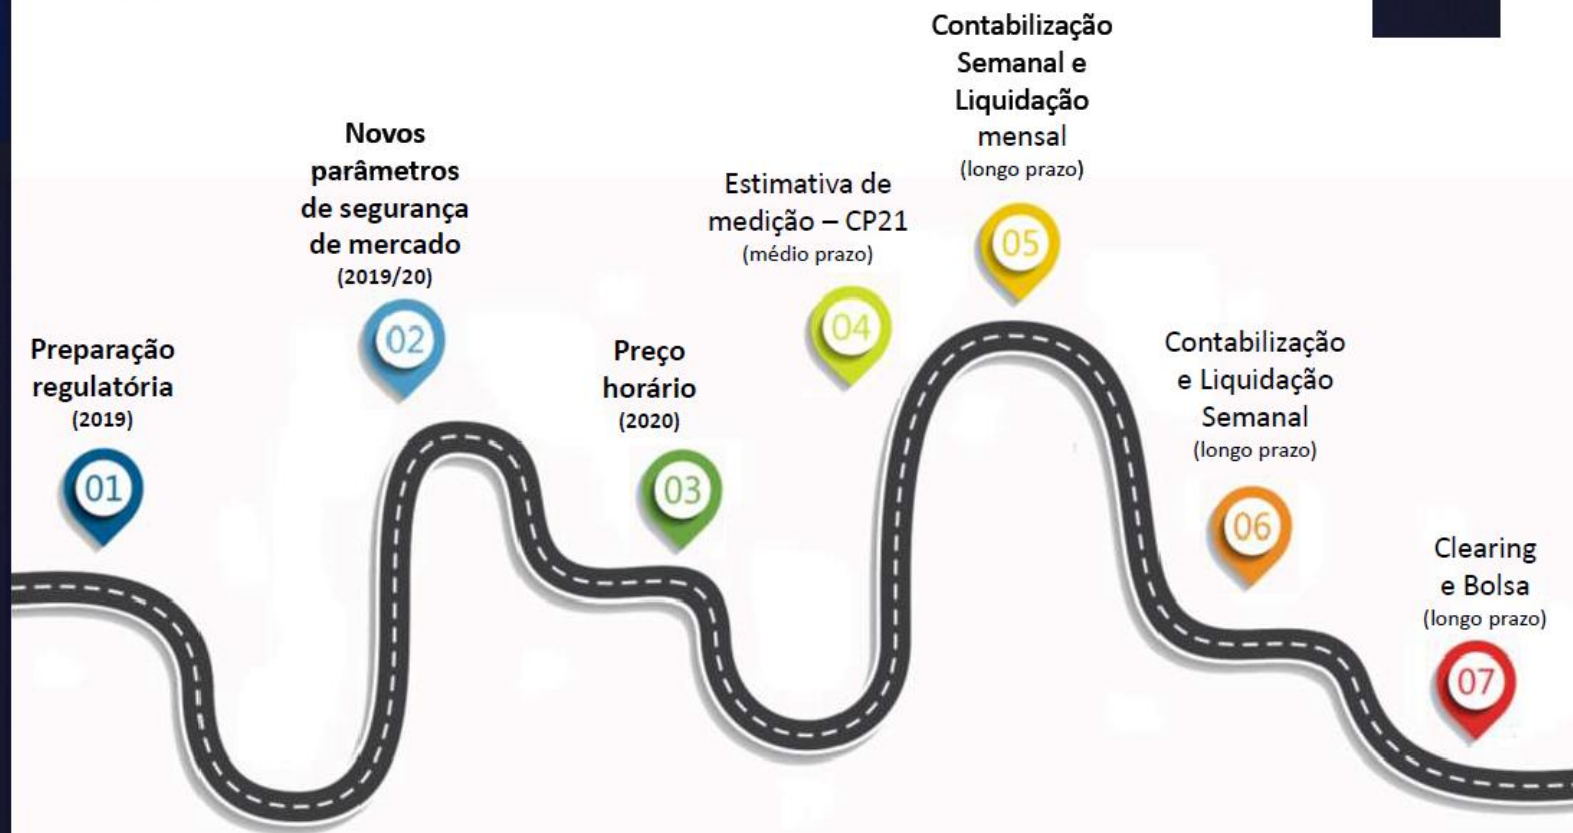 Preparação
regulatória
(2019)
01
Novos
parâmetros
de segurança
de mercado
(2019/20)
02
Preço
horário
(2020)
03
Estimativa de
medição – CP21
(médio prazo)
04
Contabilização
Semanal e
Liquidação
mensal
(longo prazo)
05
Contabilização
e Liquidação
Semanal
(longo prazo)
06
Clearing
e Bolsa
(longo prazo)
07